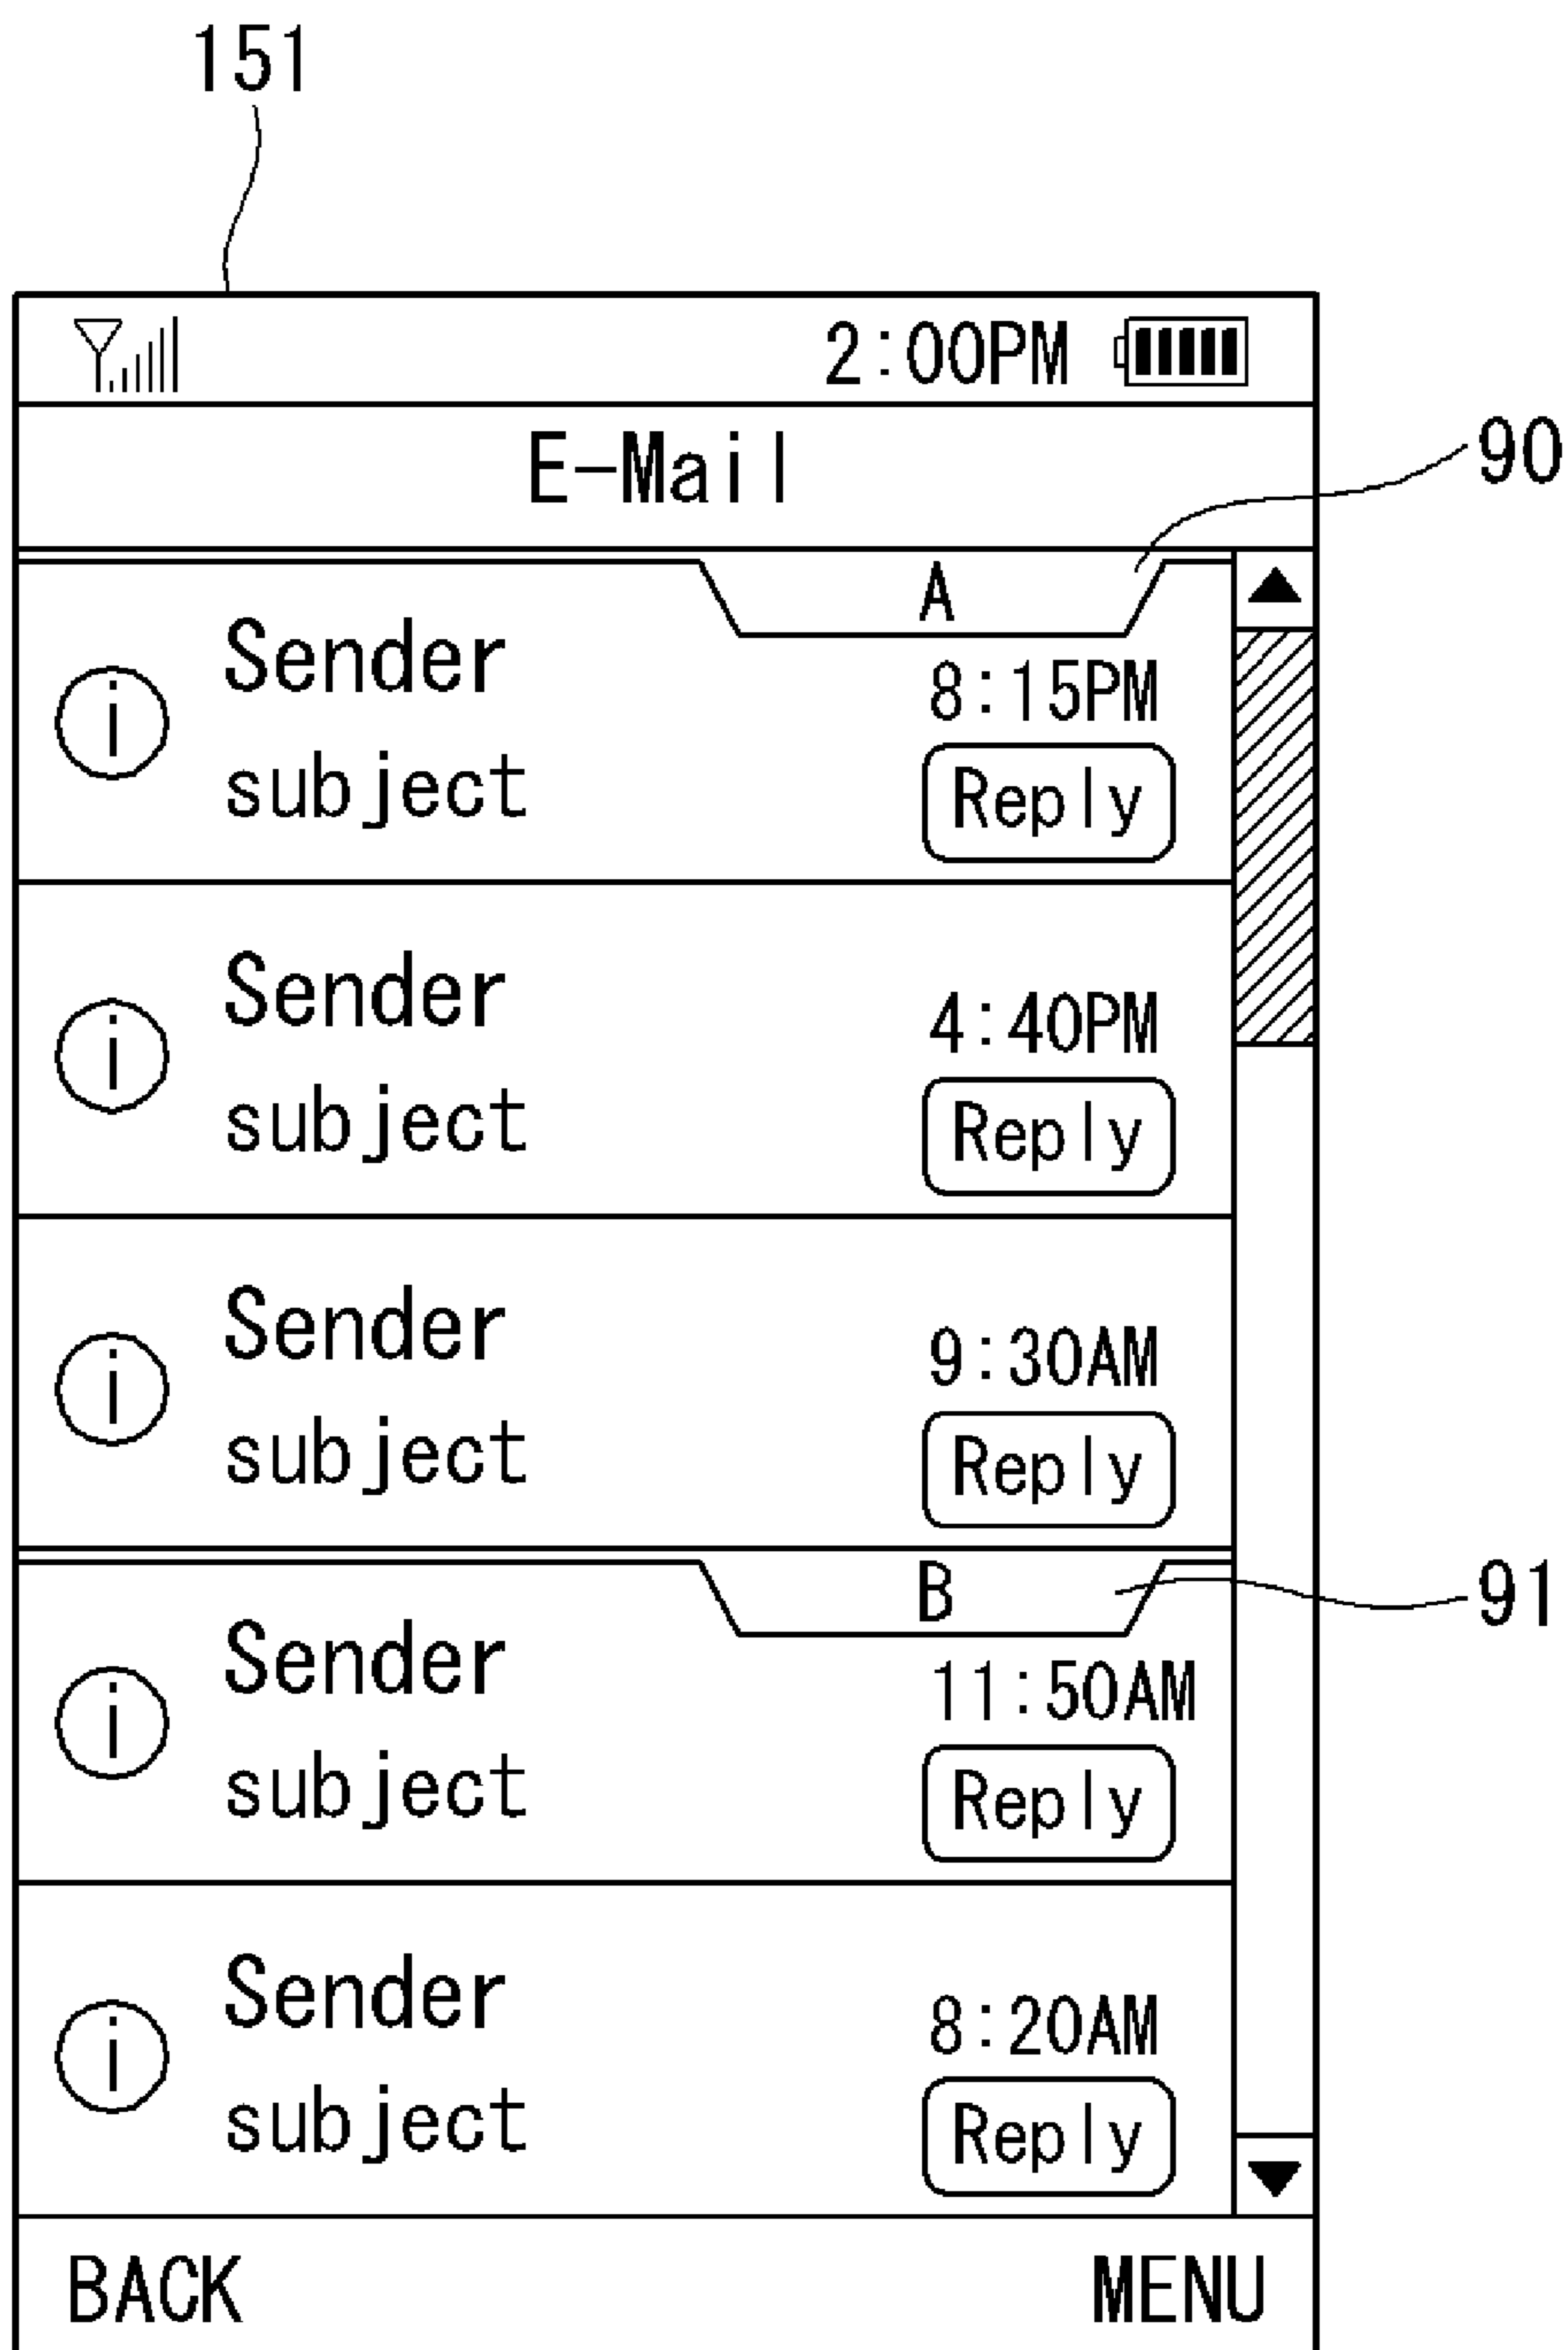 151
2:00PM
E-Mail
90
A
Sender
8:15PM
subject
Reply
Sender
4:40PM
subject
Reply
Sender
9:30AM
subject
Reply
B
91
Sender
11:50AM
subject
Reply
Sender
8:20AM
subject
Reply
BACK MENU